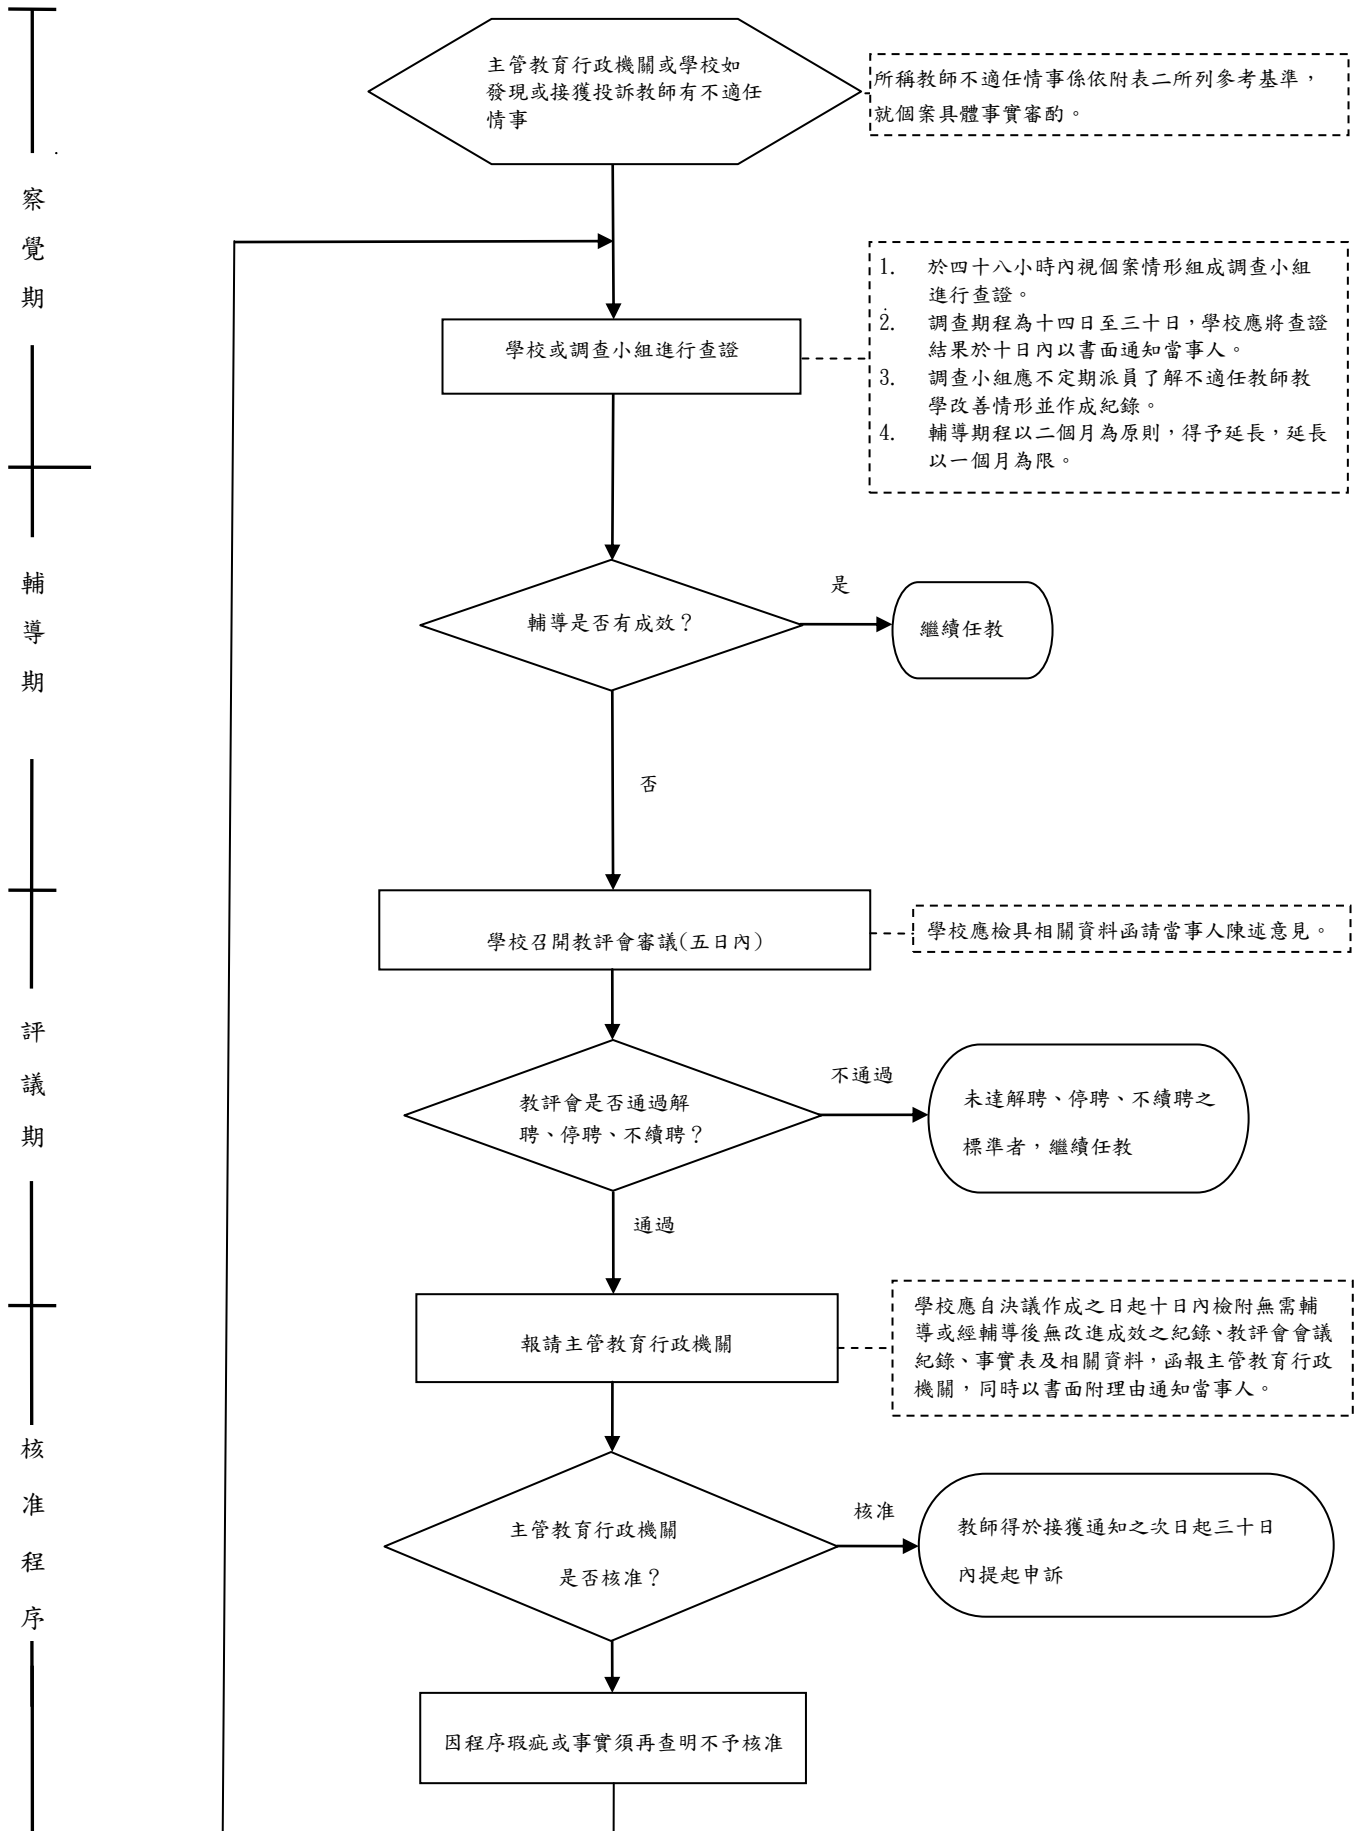 主管教育行政機關或學校如
發現或接獲投訴教師有不適任
情事
所稱教師不適任情事係依附表二所列參考基準，
就個案具體事實審酌。
察
覺
期
1. 於四十八小時內視個案情形組成調查小組
進行查證。
2. 調查期程為十四日至三十日，學校應將查證
結果於十日內以書面通知當事人。
3. 調查小組應不定期派員了解不適任教師教
學改善情形並作成紀錄。
4. 輔導期程以二個月為原則，得予延長，延長
以一個月為限。
學校或調查小組進行查證
輔
導
期
輔導是否有成效？
是
繼續任教
否
學校召開教評會審議(五日內)
學校應檢具相關資料函請當事人陳述意見。
評
議
期
教評會是否通過解
聘、停聘、不續聘？
不通過
未達解聘、停聘、不續聘之
標準者，繼續任教
通過
報請主管教育行政機關
學校應自決議作成之日起十日內檢附無需輔
導或經輔導後無改進成效之紀錄、教評會會議
紀錄、事實表及相關資料，函報主管教育行政
機關，同時以書面附理由通知當事人。
核
准
程
序
主管教育行政機關
是否核准？
核准
教師得於接獲通知之次日起三十日
內提起申訴
因程序瑕疵或事實須再查明不予核准